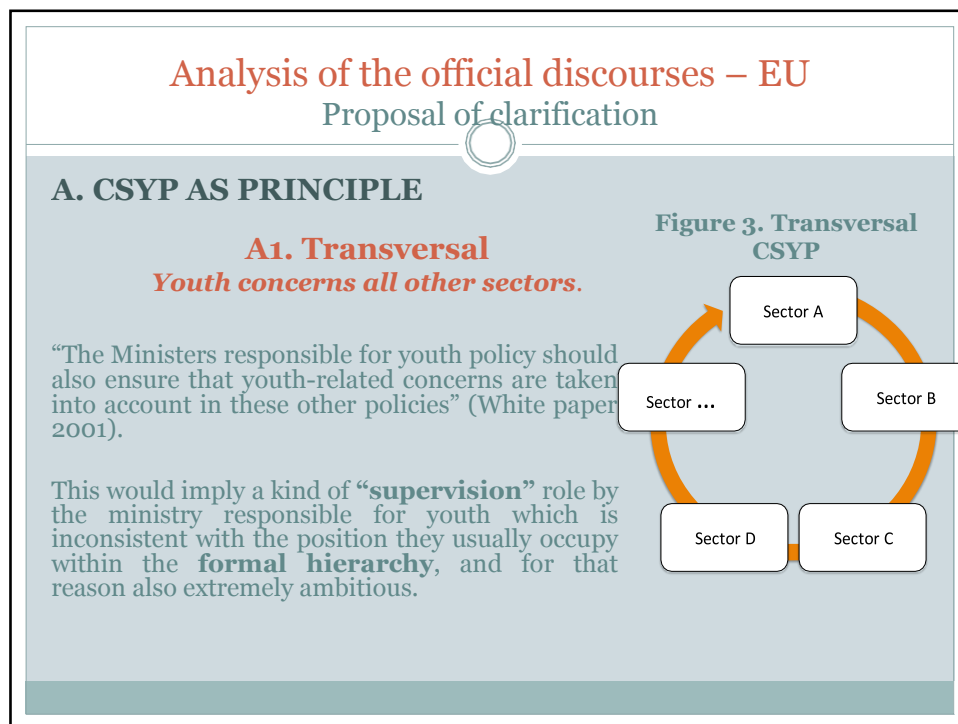 Analysis of the official discourses – EU
Proposal of clarification
A. CSYP AS PRINCIPLE
A1. Transversal
Youth concerns all other sectors.
“The Ministers responsible for youth policy should
also ensure that youth-related concerns are taken
into account in these other policies” (White paper
2001).
This would imply a kind of “supervision” role by
the ministry responsible for youth which is
inconsistent with the position they usually occupy
within the formal hierarchy, and for that
reason also extremely ambitious.
Figure 3. Transversal
CSYP
Sector A
Sector B
Sector C
Sector D
Sector ...